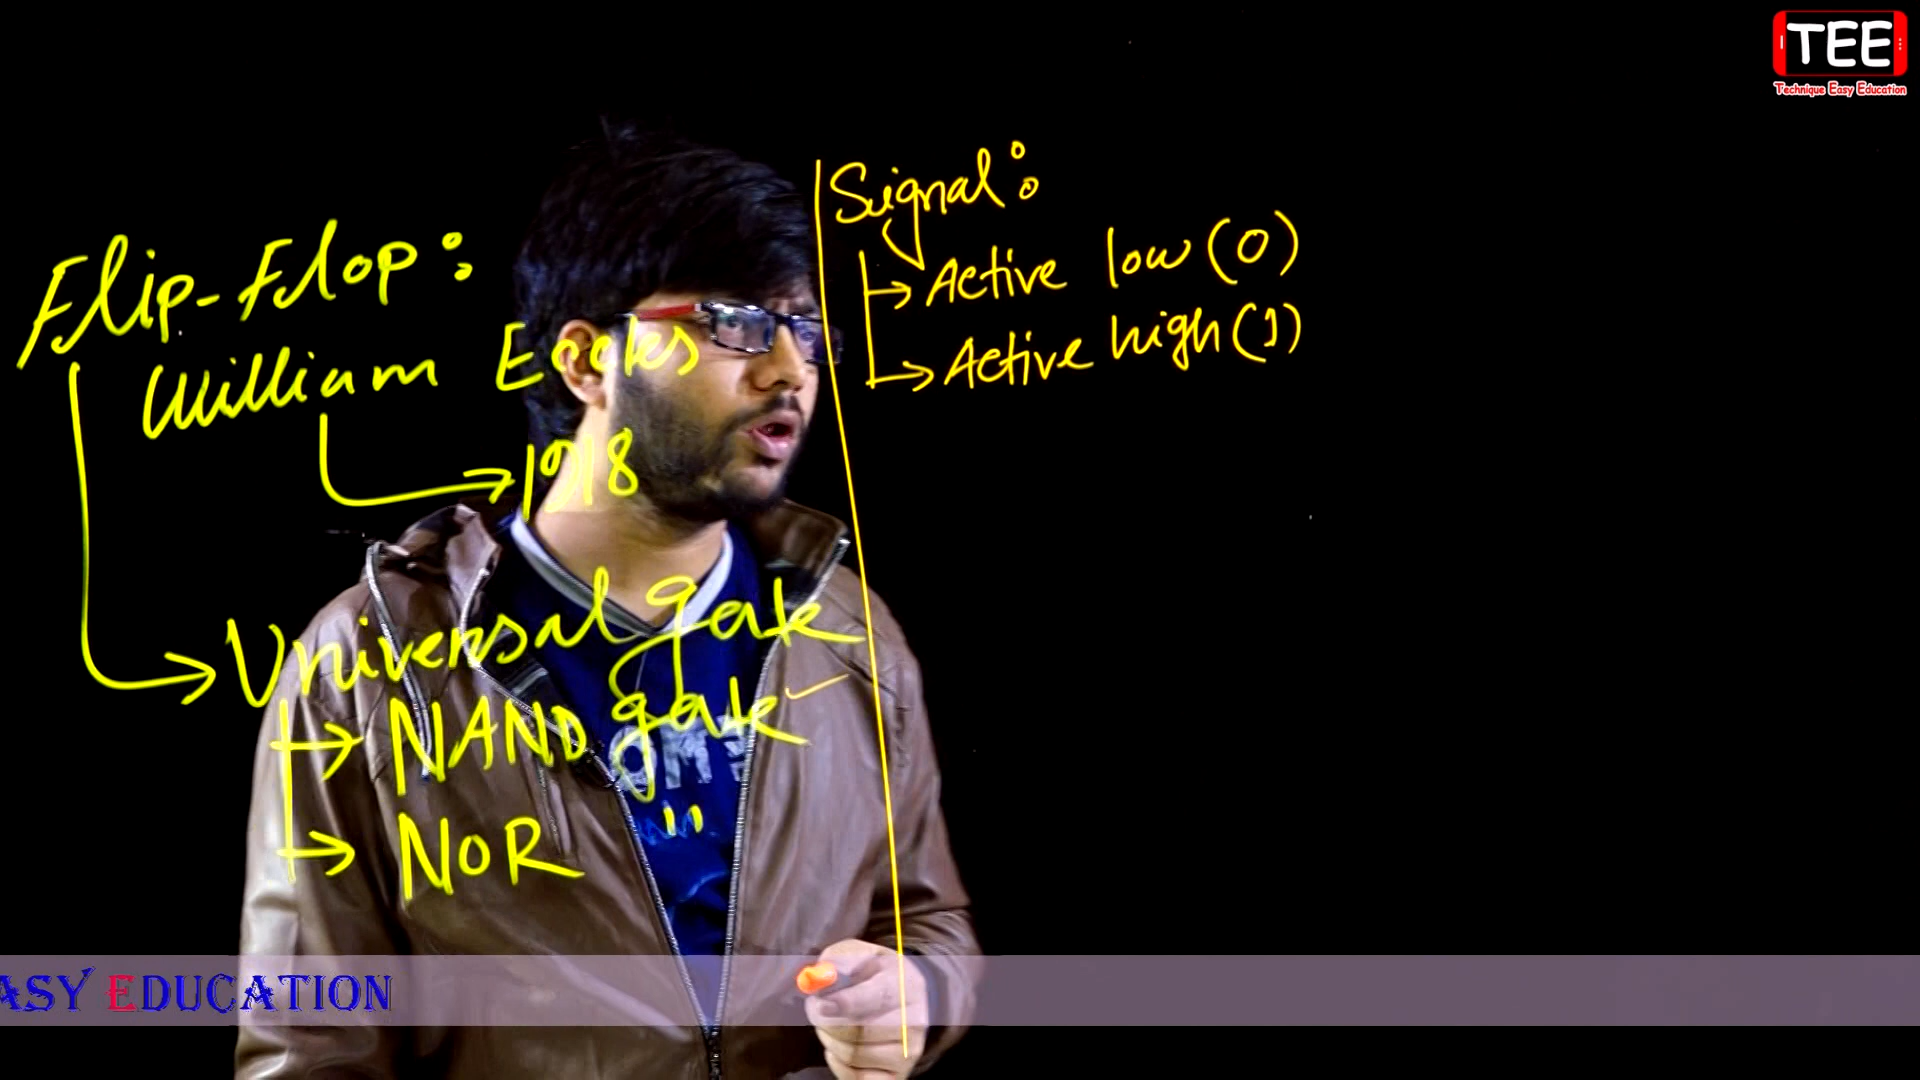 TEE
Technique Easy Education
Flip-Flop:
William Eccles
→ 1918
→ Universal gate
→ NAND gate ✓
→ NOR "
Signal:
→ Active low (0)
→ Active high (1)
ASY EDUCATION